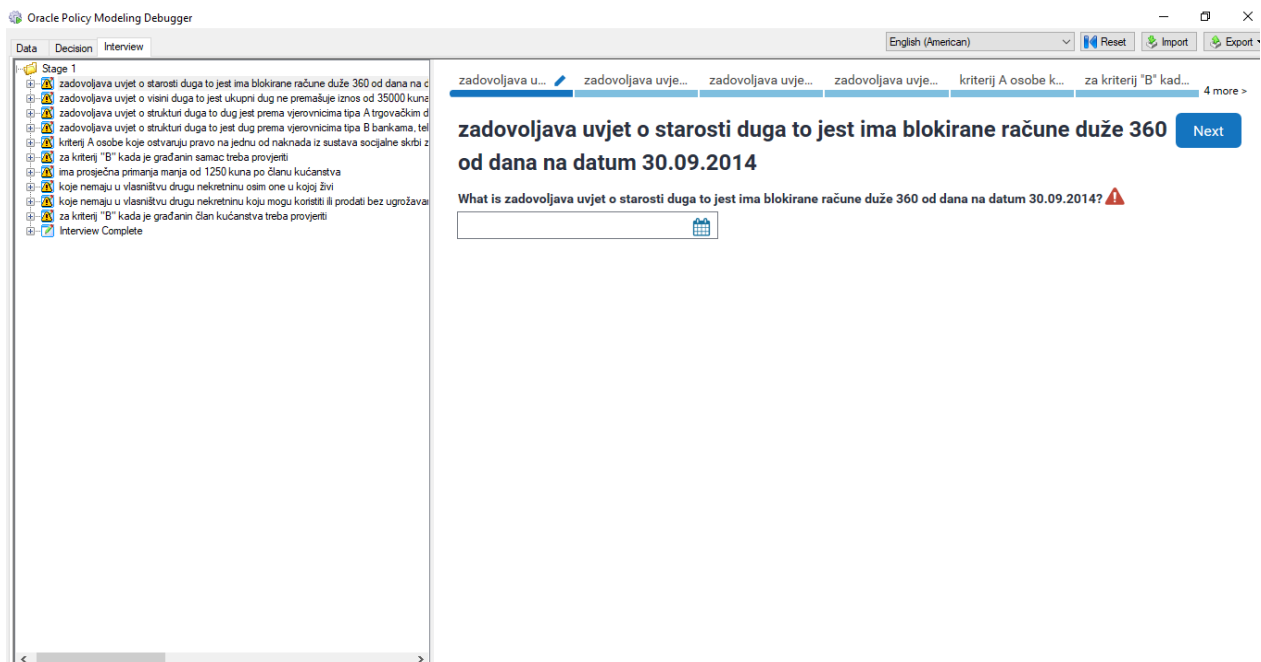 Oracle Policy Modeling Debugger
Data Decision Interview
English (American) Reset Import Export
Stage 1
zadovoljava uvjet o starosti duga to jest ima blokirane račune duže 360 od dana na d
zadovoljava uvjet o visini duga to jest ukupni dug ne premašuje iznos od 35000 kuna
zadovoljava uvjet o strukturi duga to dug jest prema vjerovnicima tipa A trgovačkim d
zadovoljava uvjet o strukturi duga to jest dug prema vjerovnicima tipa B bankama, tel
kriterij A osobe koje ostvaruju pravo na jednu od naknada iz sustava socijalne skrbi z
za kriterij "B" kada je građanin samac treba provjeriti
ima prosječna primanja manja od 1250 kuna po članu kućanstva
koje nemaju u vlasništvu drugu nekretninu osim one u kojoj živi
koje nemaju u vlasništvu drugu nekretninu koju mogu koristiti ili prodati bez ugrožavar
za kriterij "B" kada je građanin član kućanstva treba provjeriti
Interview Complete
zadovoljava u... zadovoljava uvje... zadovoljava uvje... zadovoljava uvje... kriterij A osobe k... za kriterij "B" kad... 4 more >
zadovoljava uvjet o starosti duga to jest ima blokirane račune duže 360
od dana na datum 30.09.2014
Next
What is zadovoljava uvjet o starosti duga to jest ima blokirane račune duže 360 od dana na datum 30.09.2014?